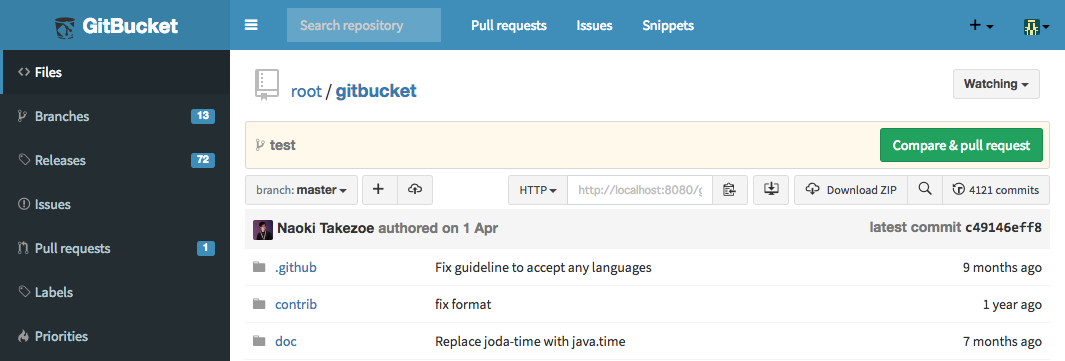 GitBucket
Search repository Pull requests Issues Snippets
Files
Branches 13
Releases 72
Issues
Pull requests 1
Labels
Priorities
root / gitbucket Watching
test Compare & pull request
branch: master HTTP http://localhost:8080/g Download ZIP 4121 commits
Naoki Takezoe authored on 1 Apr latest commit c49146eff8
.github Fix guideline to accept any languages 9 months ago
contrib fix format 1 year ago
doc Replace joda-time with java.time 7 months ago